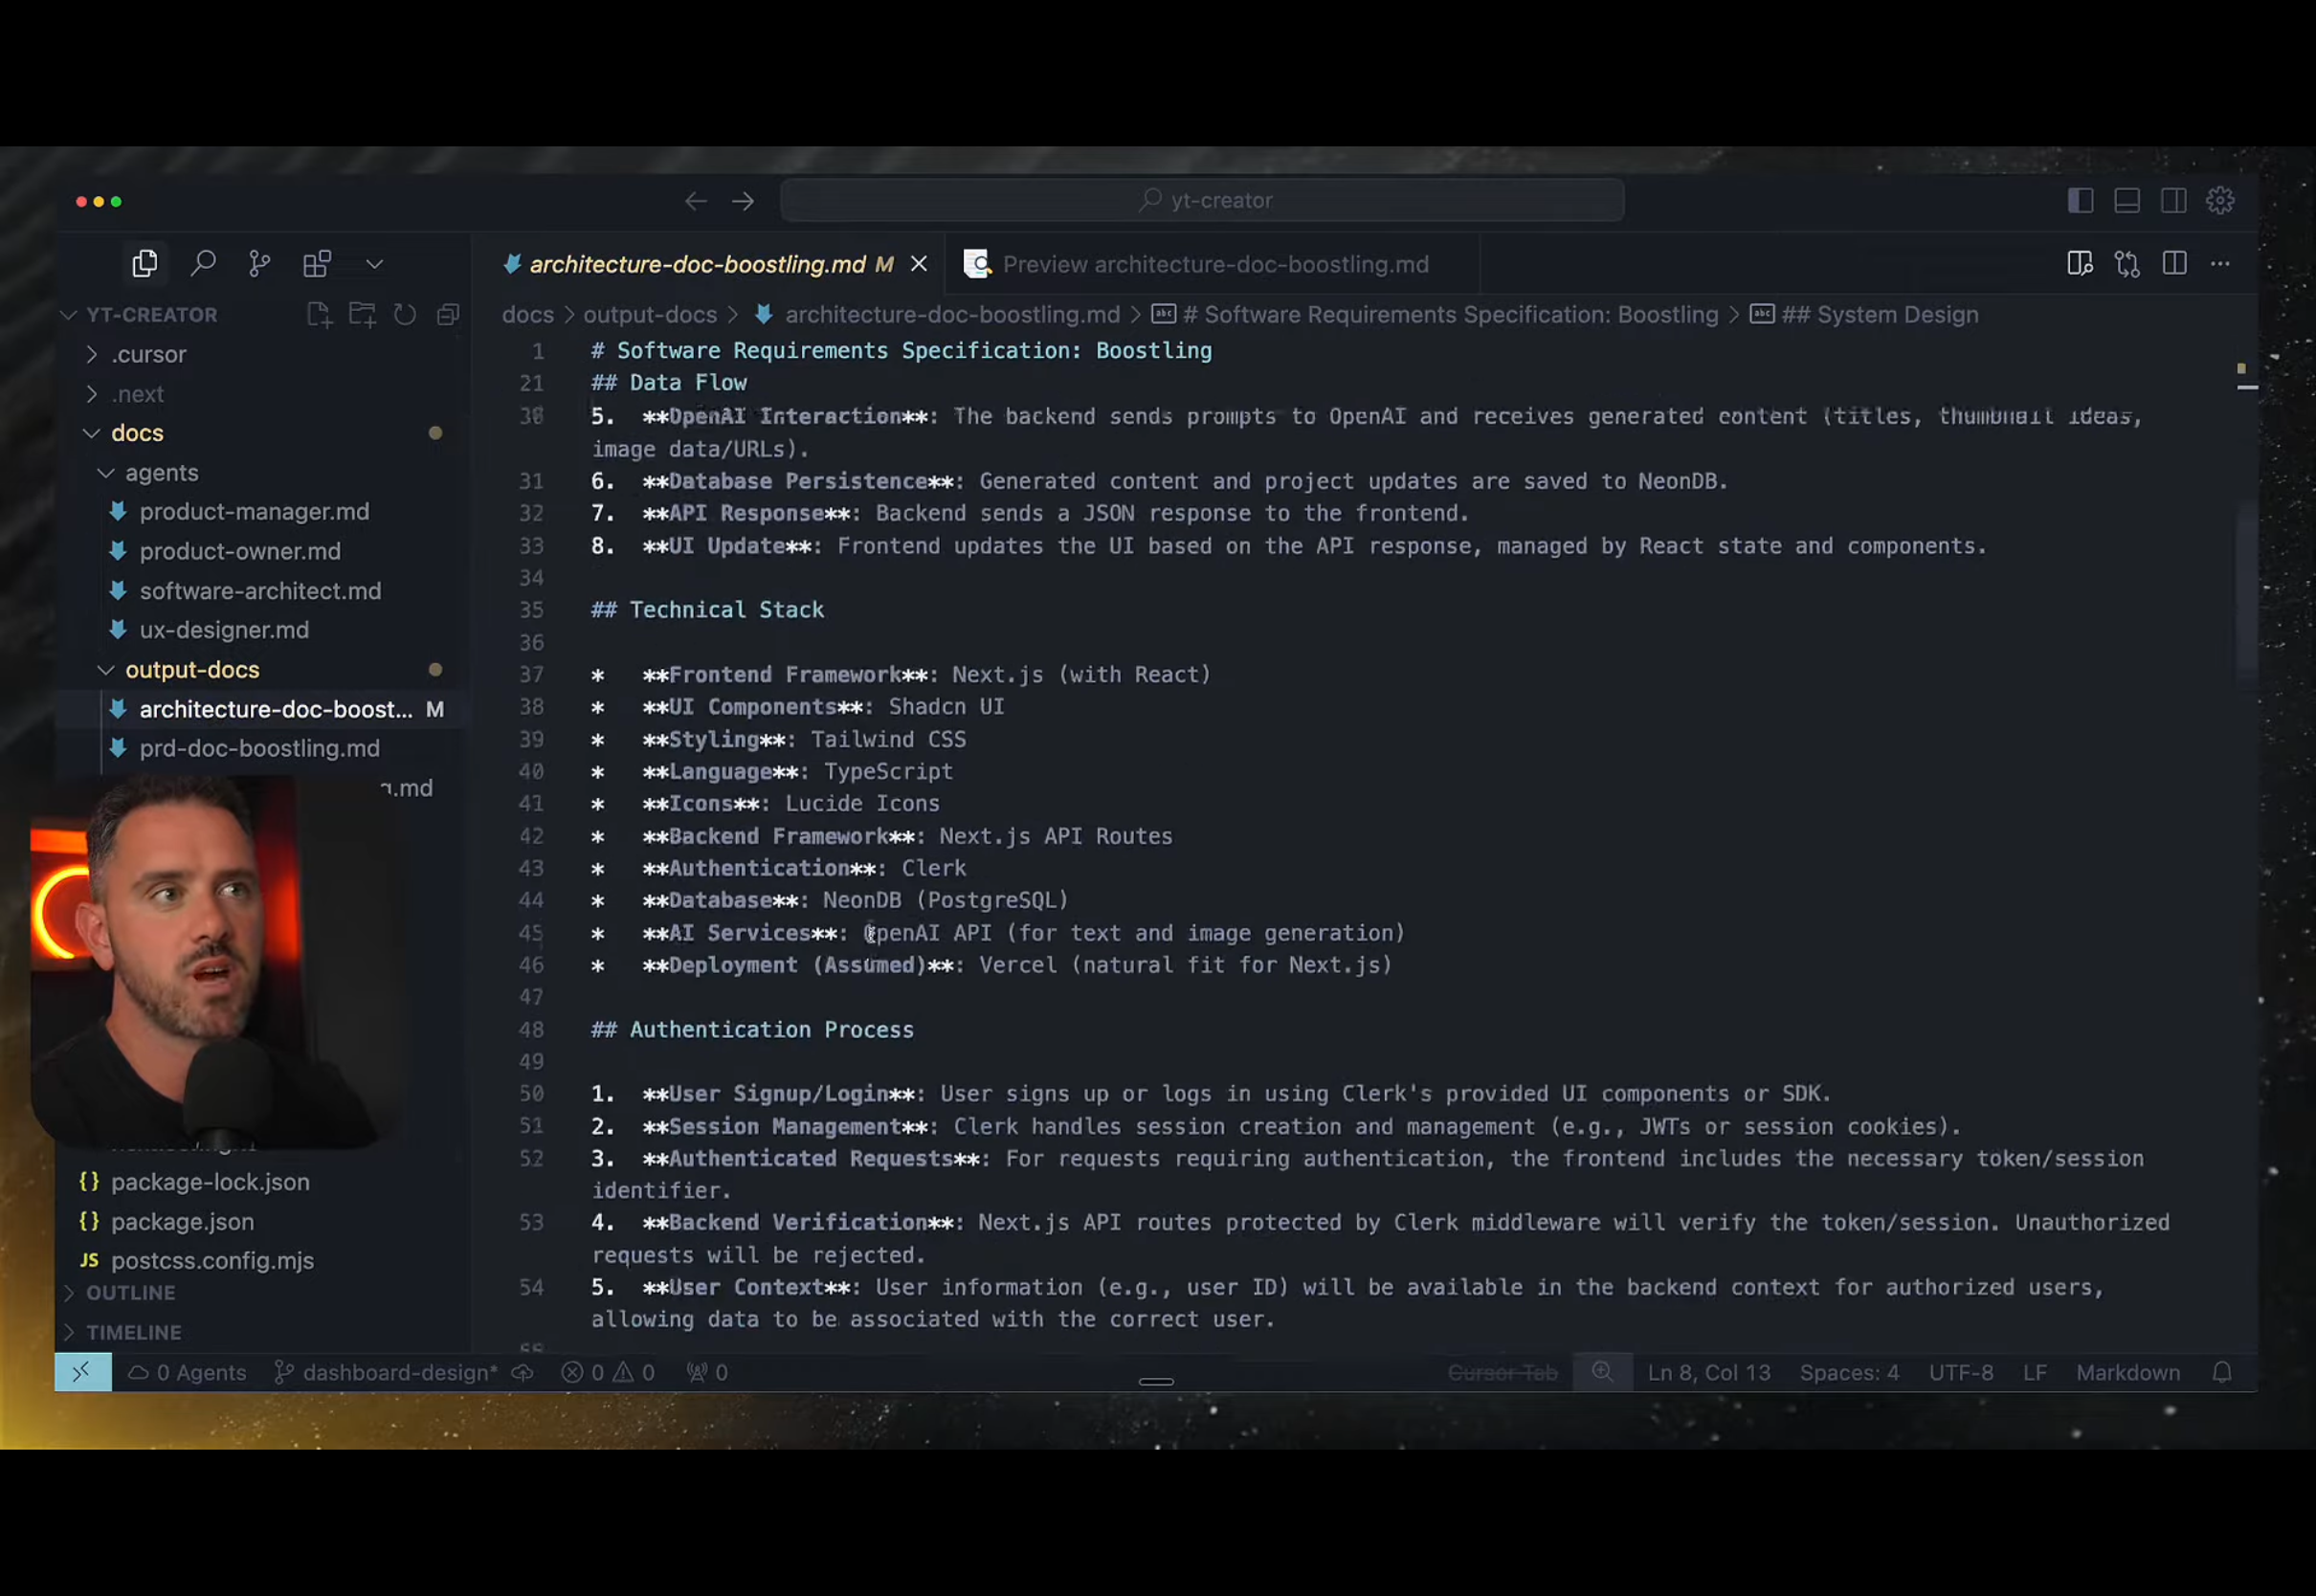 yt-creator
architecture-doc-boostling.md M
Preview architecture-doc-boostling.md
YT-CREATOR
docs > output-docs > architecture-doc-boostling.md > # Software Requirements Specification: Boostling > ## System Design
.cursor
.next
docs
agents
product-manager.md
product-owner.md
software-architect.md
ux-designer.md
output-docs
architecture-doc-boost... M
prd-doc-boostling.md
.md
package-lock.json
package.json
JS postcss.config.mjs
OUTLINE
TIMELINE
1 # Software Requirements Specification: Boostling
21 ## Data Flow
30 5. **OpenAI Interaction**: The backend sends prompts to OpenAI and receives generated content (titles, thumbnail ideas,
image data/URLs).
31 6. **Database Persistence**: Generated content and project updates are saved to NeonDB.
32 7. **API Response**: Backend sends a JSON response to the frontend.
33 8. **UI Update**: Frontend updates the UI based on the API response, managed by React state and components.
34
35 ## Technical Stack
36
37 * **Frontend Framework**: Next.js (with React)
38 * **UI Components**: Shadcn UI
39 * **Styling**: Tailwind CSS
40 * **Language**: TypeScript
41 * **Icons**: Lucide Icons
42 * **Backend Framework**: Next.js API Routes
43 * **Authentication**: Clerk
44 * **Database**: NeonDB (PostgreSQL)
45 * **AI Services**: OpenAI API (for text and image generation)
46 * **Deployment (Assumed)**: Vercel (natural fit for Next.js)
47
48 ## Authentication Process
49
50 1. **User Signup/Login**: User signs up or logs in using Clerk's provided UI components or SDK.
51 2. **Session Management**: Clerk handles session creation and management (e.g., JWTs or session cookies).
52 3. **Authenticated Requests**: For requests requiring authentication, the frontend includes the necessary token/session
identifier.
53 4. **Backend Verification**: Next.js API routes protected by Clerk middleware will verify the token/session. Unauthorized
requests will be rejected.
54 5. **User Context**: User information (e.g., user ID) will be available in the backend context for authorized users,
allowing data to be associated with the correct user.
55
0 Agents dashboard-design* 0 0 0 Cursor Tab Ln 8, Col 13 Spaces: 4 UTF-8 LF Markdown